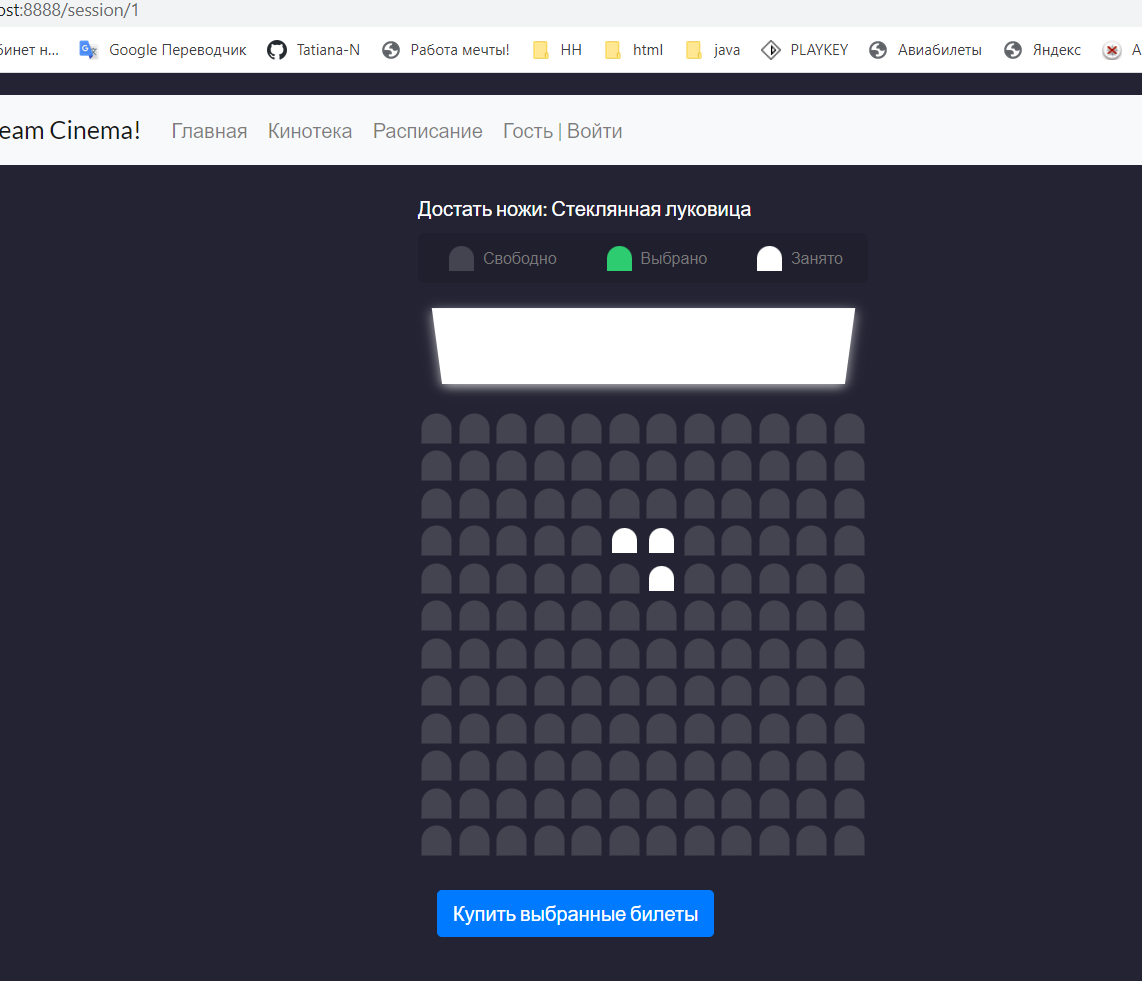 ost:8888/session/1
бинет н... Google Переводчик Tatiana-N Работа мечты! HH html java PLAYKEY Авиабилеты Яндекс А
eam Cinema! Главная Кинотека Расписание Гость | Войти
Достать ножи: Стеклянная луковица
Свободно Выбрано Занято
Купить выбранные билеты